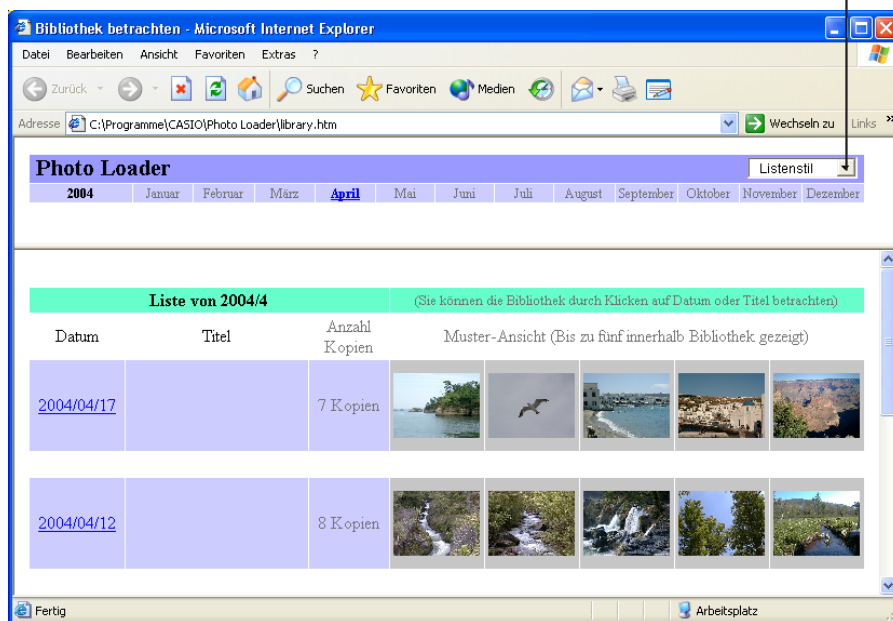 Bibliothek betrachten - Microsoft Internet Explorer
Datei Bearbeiten Ansicht Favoriten Extras ?
Zurück Suchen Favoriten Medien
Adresse C:\Programme\CASIO\Photo Loader\library.htm Wechseln zu Links »
Photo Loader Listenstil
2004 Januar Februar März April Mai Juni Juli August September Oktober November Dezember
Liste von 2004/4 (Sie können die Bibliothek durch Klicken auf Datum oder Titel betrachten)
Datum Titel Anzahl Kopien Muster-Ansicht (Bis zu fünf innerhalb Bibliothek gezeigt)
2004/04/17 7 Kopien
2004/04/12 8 Kopien
Fertig Arbeitsplatz